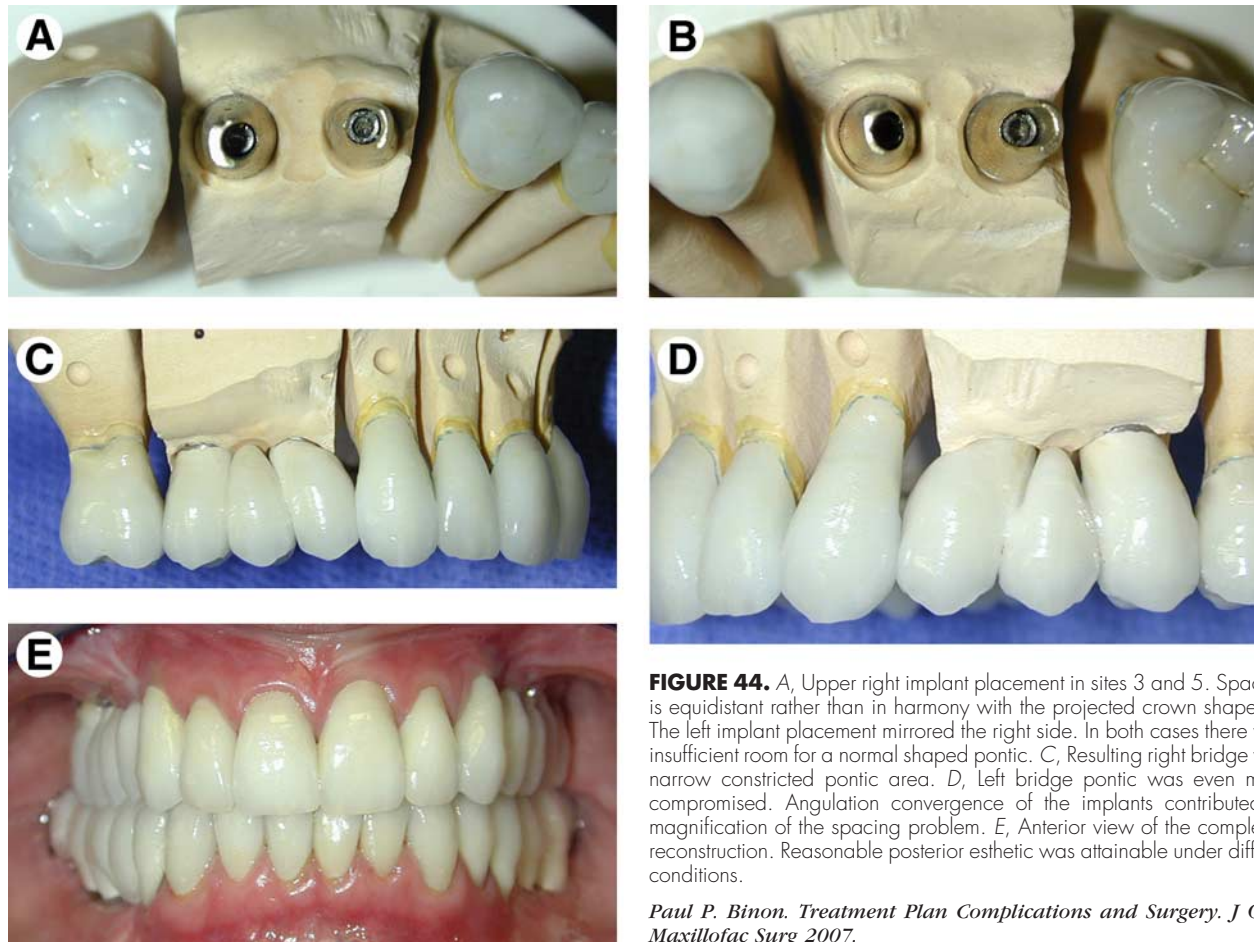 A
B
C
D
E
FIGURE 44. A, Upper right implant placement in sites 3 and 5. Spac
is equidistant rather than in harmony with the projected crown shape
The left implant placement mirrored the right side. In both cases there
insufficient room for a normal shaped pontic. C, Resulting right bridge
narrow constricted pontic area. D, Left bridge pontic was even m
compromised. Angulation convergence of the implants contributed
magnification of the spacing problem. E, Anterior view of the comple
reconstruction. Reasonable posterior esthetic was attainable under diff
conditions.
Paul P. Binon. Treatment Plan Complications and Surgery. J O
Maxillofac Surg 2007.